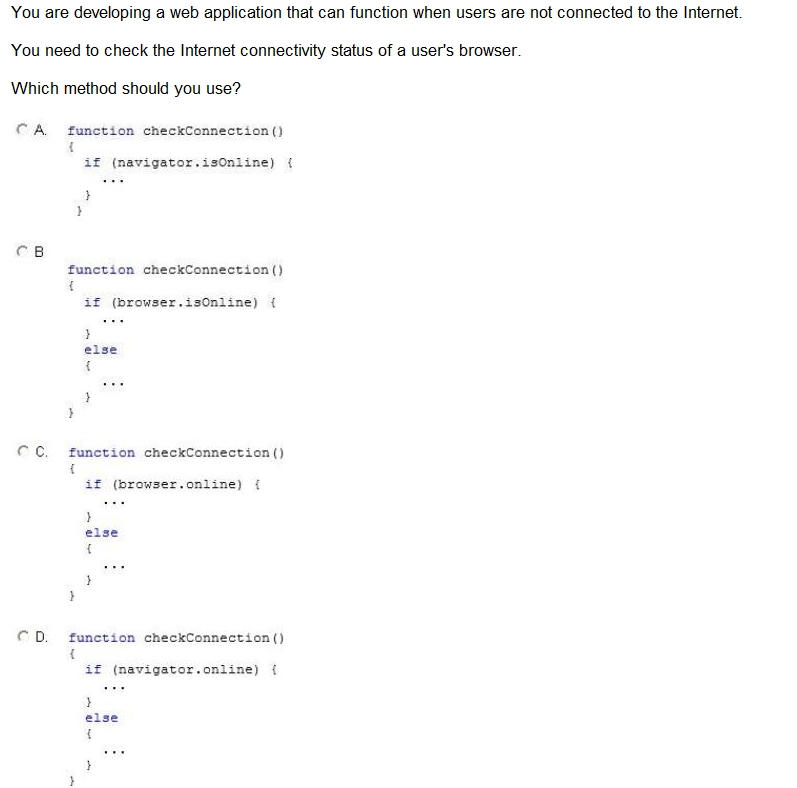 You are developing a web application that can function when users are not connected to the Internet.
You need to check the Internet connectivity status of a user's browser.
Which method should you use?
A. function checkConnection()
{
if (navigator.isOnline) {
...
}
}
B
function checkConnection()
{
if (browser.isOnline) {
...
}
else
{
...
}
}
C. function checkConnection()
{
if (browser.online) {
...
}
else
{
...
}
}
D. function checkConnection()
{
if (navigator.online) {
...
}
else
{
...
}
}